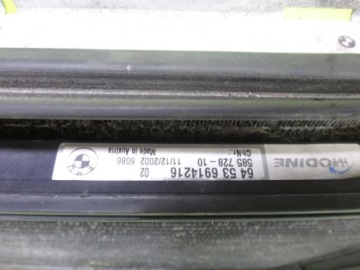 MODINE
64 53 6914216
02
585 728 - 10
11/12/2002 6086
Made in Austria